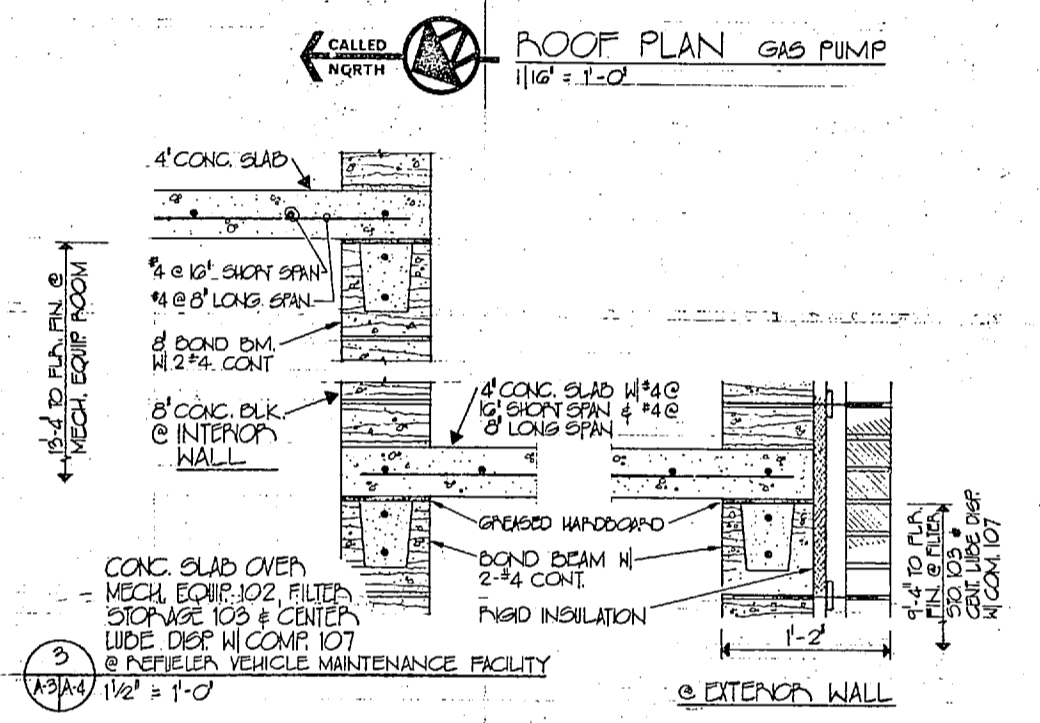 CALLED
NORTH
ROOF PLAN GAS PUMP
1/16" = 1'-0"
4" CONC. SLAB
#4 @ 16" SHORT SPAN
#4 @ 8" LONG SPAN
8" BOND BM.
W/ 2 #4 CONT
8" CONC. BLK.
@ INTERIOR
WALL
13'-4" TO FLR. FIN. @
MECH. EQUIP ROOM
4" CONC. SLAB W/ #4 @
16" SHORT SPAN & #4 @
8" LONG SPAN
GREASED HARDBOARD
BOND BEAM W/
2-#4 CONT.
RIGID INSULATION
9'-4" TO FLR.
FIN. @ FILTER
STO 103 &
CENT. LUBE DISP.
W/ COM. 107
1'-2"
@ EXTERIOR WALL
CONC. SLAB OVER
MECH. EQUIP. 102, FILTER
STORAGE 103 & CENTER
LUBE DISP. W/ COMP. 107
@ REFUELER VEHICLE MAINTENANCE FACILITY
3
A-3 A-4
1 1/2" = 1'-0"